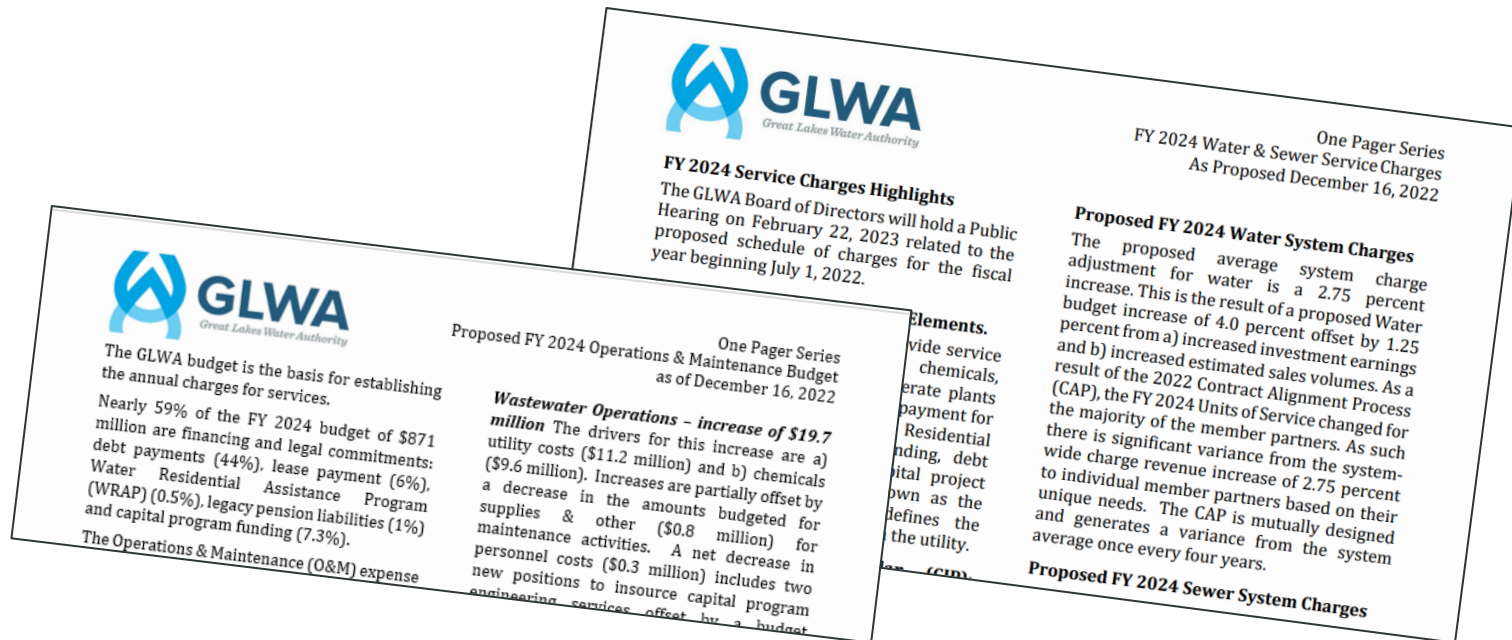 GLWA
Great Lakes Water Authority
The GLWA budget is the basis for establishing
the annual charges for services.
Nearly 59% of the FY 2024 budget of $871
million are financing and legal commitments:
debt payments (44%), lease payment (6%),
Water Residential Assistance Program
(WRAP) (0.5%), legacy pension liabilities (1%)
and capital program funding (7.3%).
The Operations & Maintenance (O&M) expense
One Pager Series
Proposed FY 2024 Operations & Maintenance Budget
as of December 16, 2022
Wastewater Operations – increase of $19.7
million The drivers for this increase are a)
utility costs ($11.2 million) and b) chemicals
($9.6 million). Increases are partially offset by
a decrease in the amounts budgeted for
supplies & other ($0.8 million) for
maintenance activities. A net decrease in
personnel costs ($0.3 million) includes two
new positions to insource capital program
engineering services offset by a budget
GLWA
Great Lakes Water Authority
FY 2024 Service Charges Highlights
The GLWA Board of Directors will hold a Public
Hearing on February 22, 2023 related to the
proposed schedule of charges for the fiscal
year beginning July 1, 2022.
Elements.
vide service
chemicals,
erate plants
payment for
Residential
nding, debt
pital project
own as the
defines the
the utility.
(CIP):
One Pager Series
FY 2024 Water & Sewer Service Charges
As Proposed December 16, 2022
Proposed FY 2024 Water System Charges
The proposed average system charge
adjustment for water is a 2.75 percent
increase. This is the result of a proposed Water
budget increase of 4.0 percent offset by 1.25
percent from a) increased investment earnings
and b) increased estimated sales volumes. As a
result of the 2022 Contract Alignment Process
(CAP), the FY 2024 Units of Service changed for
the majority of the member partners. As such
there is significant variance from the system-
wide charge revenue increase of 2.75 percent
to individual member partners based on their
unique needs. The CAP is mutually designed
and generates a variance from the system
average once every four years.
Proposed FY 2024 Sewer System Charges